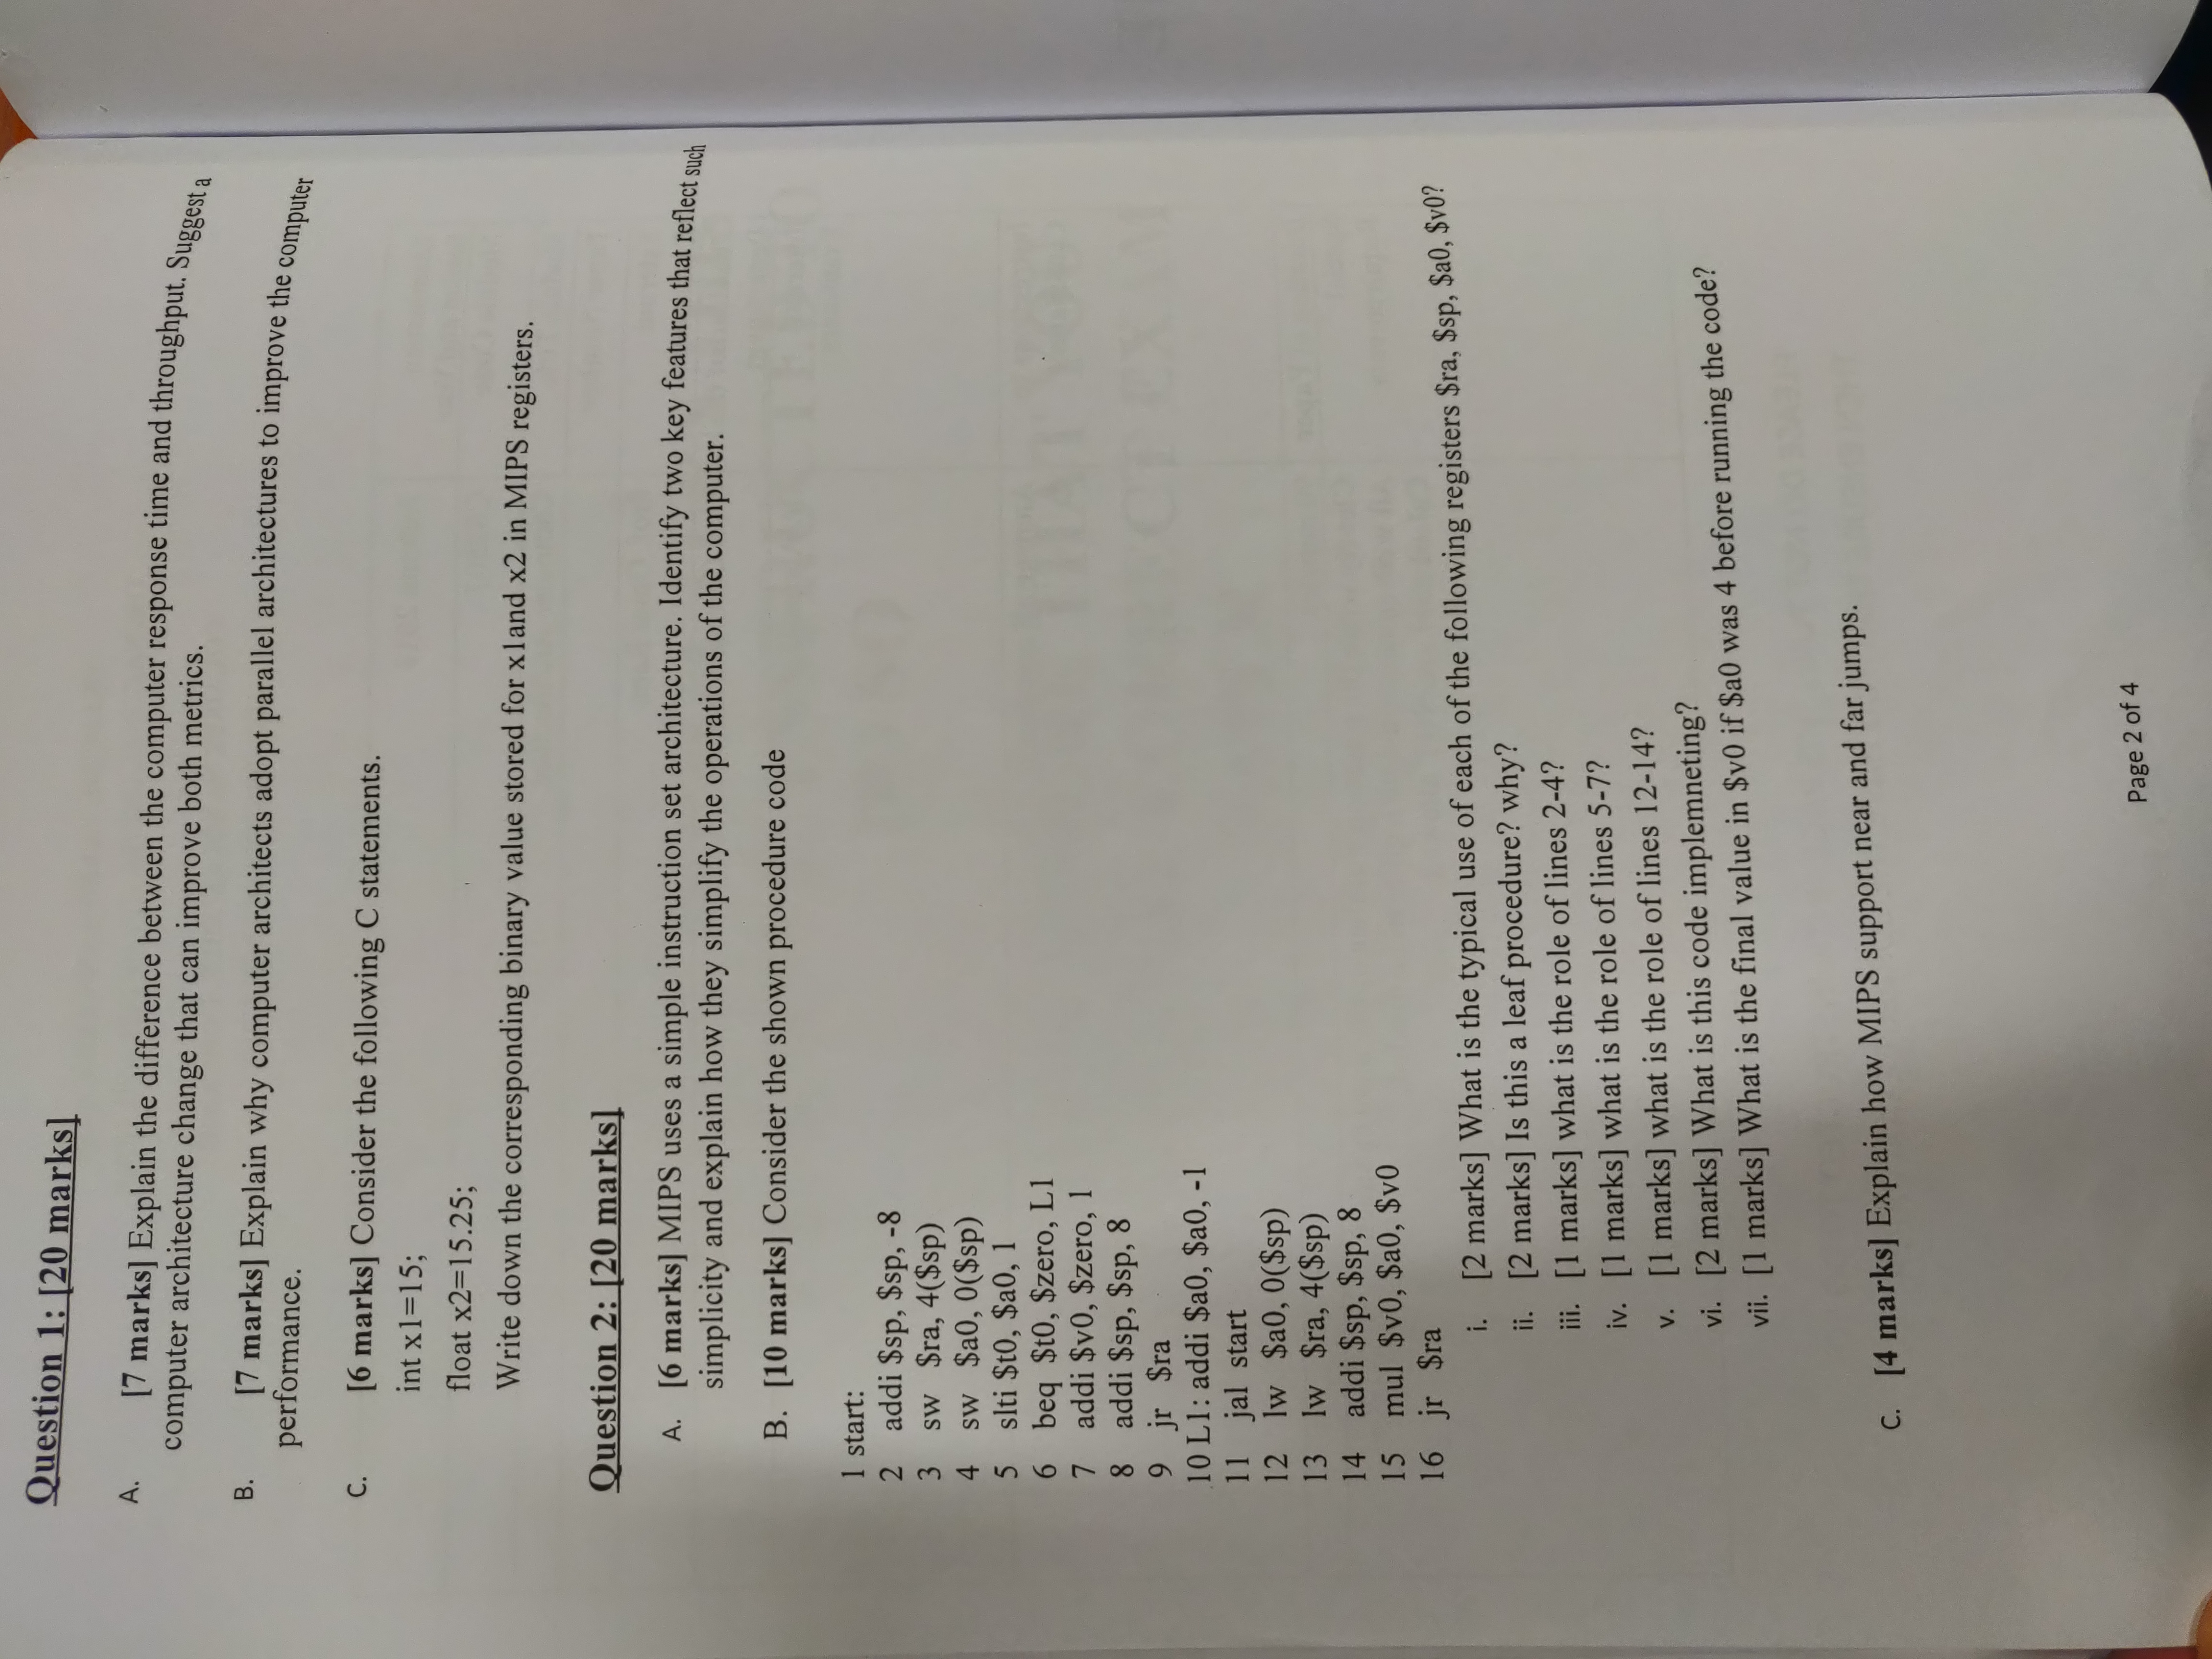 Question 1: [20 marks]
A. [7 marks] Explain the difference between the computer response time and throughput. Suggest a
computer architecture change that can improve both metrics.
B. [7 marks] Explain why computer architects adopt parallel architectures to improve the computer
performance.
C. [6 marks] Consider the following C statements.
int x1=15;
float x2=15.25;
Write down the corresponding binary value stored for x1and x2 in MIPS registers.
Question 2: [20 marks]
A. [6 marks] MIPS uses a simple instruction set architecture. Identify two key features that reflect such
simplicity and explain how they simplify the operations of the computer.
B. [10 marks] Consider the shown procedure code
1 start:
2 addi $sp, $sp, -8
3 sw $ra, 4($sp)
4 sw $a0, 0($sp)
5 slti $t0, $a0, 1
6 beq $t0, $zero, L1
7 addi $v0, $zero, 1
8 addi $sp, $sp, 8
9 jr $ra
10 L1: addi $a0, $a0, -1
11 jal start
12 lw $a0, 0($sp)
13 lw $ra, 4($sp)
14 addi $sp, $sp, 8
15 mul $v0, $a0, $v0
16 jr $ra
i. [2 marks] What is the typical use of each of the following registers $ra, $sp, $a0, $v0?
ii. [2 marks] Is this a leaf procedure? why?
iii. [1 marks] what is the role of lines 2-4?
iv. [1 marks] what is the role of lines 5-7?
v. [1 marks] what is the role of lines 12-14?
vi. [2 marks] What is this code implemneting?
vii. [1 marks] What is the final value in $v0 if $a0 was 4 before running the code?
C. [4 marks] Explain how MIPS support near and far jumps.
Page 2 of 4